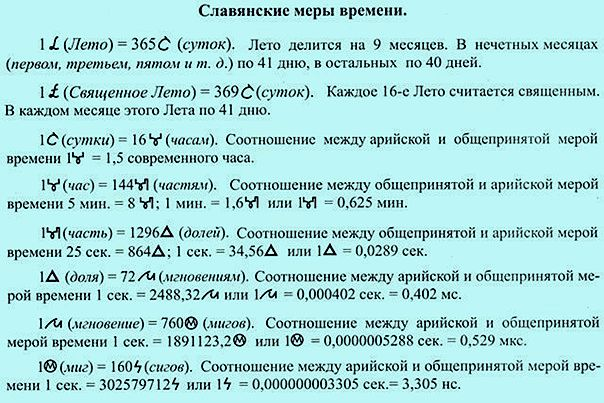 Славянские меры времени.
1 (Лето) = 365 (суток). Лето делится на 9 месяцев. В нечетных месяцах
(первом, третьем, пятом и т. д.) по 41 дню, в остальных по 40 дней.
1 (Священное Лето) = 369 (суток). Каждое 16-е Лето считается священным.
В каждом месяце этого Лета по 41 дню.
1 (сутки) = 16 (часам). Соотношение между арийской и общепринятой мерой
времени 1 = 1,5 современного часа.
1 (час) = 144 (частям). Соотношение между общепринятой и арийской мерой
времени 5 мин. = 8 ; 1 мин. = 1,6 или 1 = 0,625 мин.
1 (часть) = 1296 (долей). Соотношение между общепринятой и арийской мерой
времени 25 сек. = 864 ; 1 сек. = 34,56 или 1 = 0,0289 сек.
1 (доля) = 72 (мгновениям). Соотношение между арийской и общепринятой ме-
рой времени 1 сек. = 2488,32 или 1 = 0,000402 сек. = 0,402 мс.
1 (мгновение) = 760 (мигов). Соотношение между арийской и общепринятой
мерой времени 1 сек. = 1891123,2 или 1 = 0,0000005288 сек. = 0,529 мкс.
1 (миг) = 160 (сигов). Соотношение между арийской и общепринятой мерой вре-
мени 1 сек. = 302579712 или 1 = 0,000000003305 сек.= 3,305 нс.